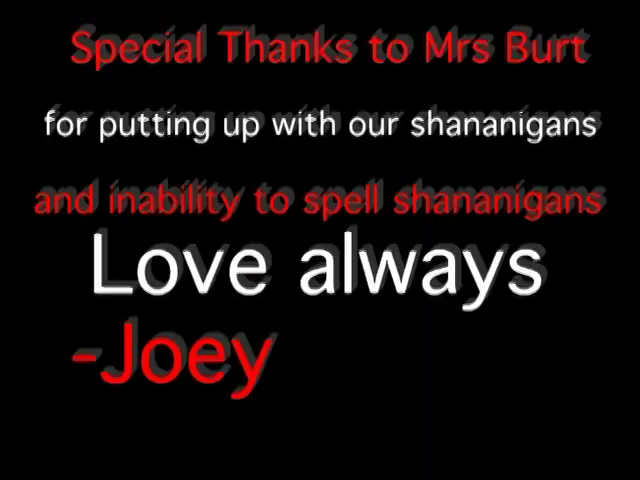 Special Thanks to Mrs Burt
for putting up with our shananigans
and inability to spell shananigans
Love always
-Joey